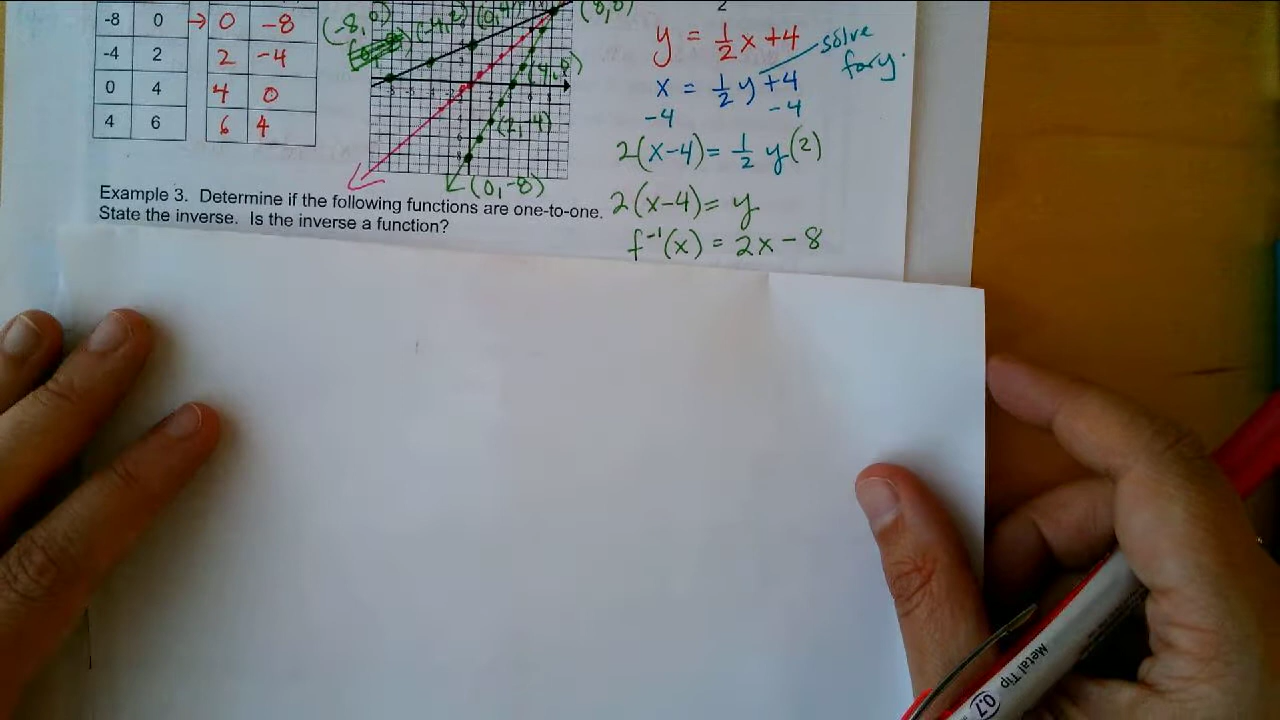 -8 0 → 0 -8
-4 2 2 -4
0 4 4 0
4 6 6 4
(-8,0)
(0,4)
(2,-4)
(0,-8)
2
y = 1/2 x + 4
solve for y.
x = 1/2 y + 4
-4 -4
2(x-4) = 1/2 y(2)
2(x-4) = y
f⁻¹(x) = 2x - 8
Example 3. Determine if the following functions are one-to-one.
State the inverse. Is the inverse a function?
Metal Tip 0.7